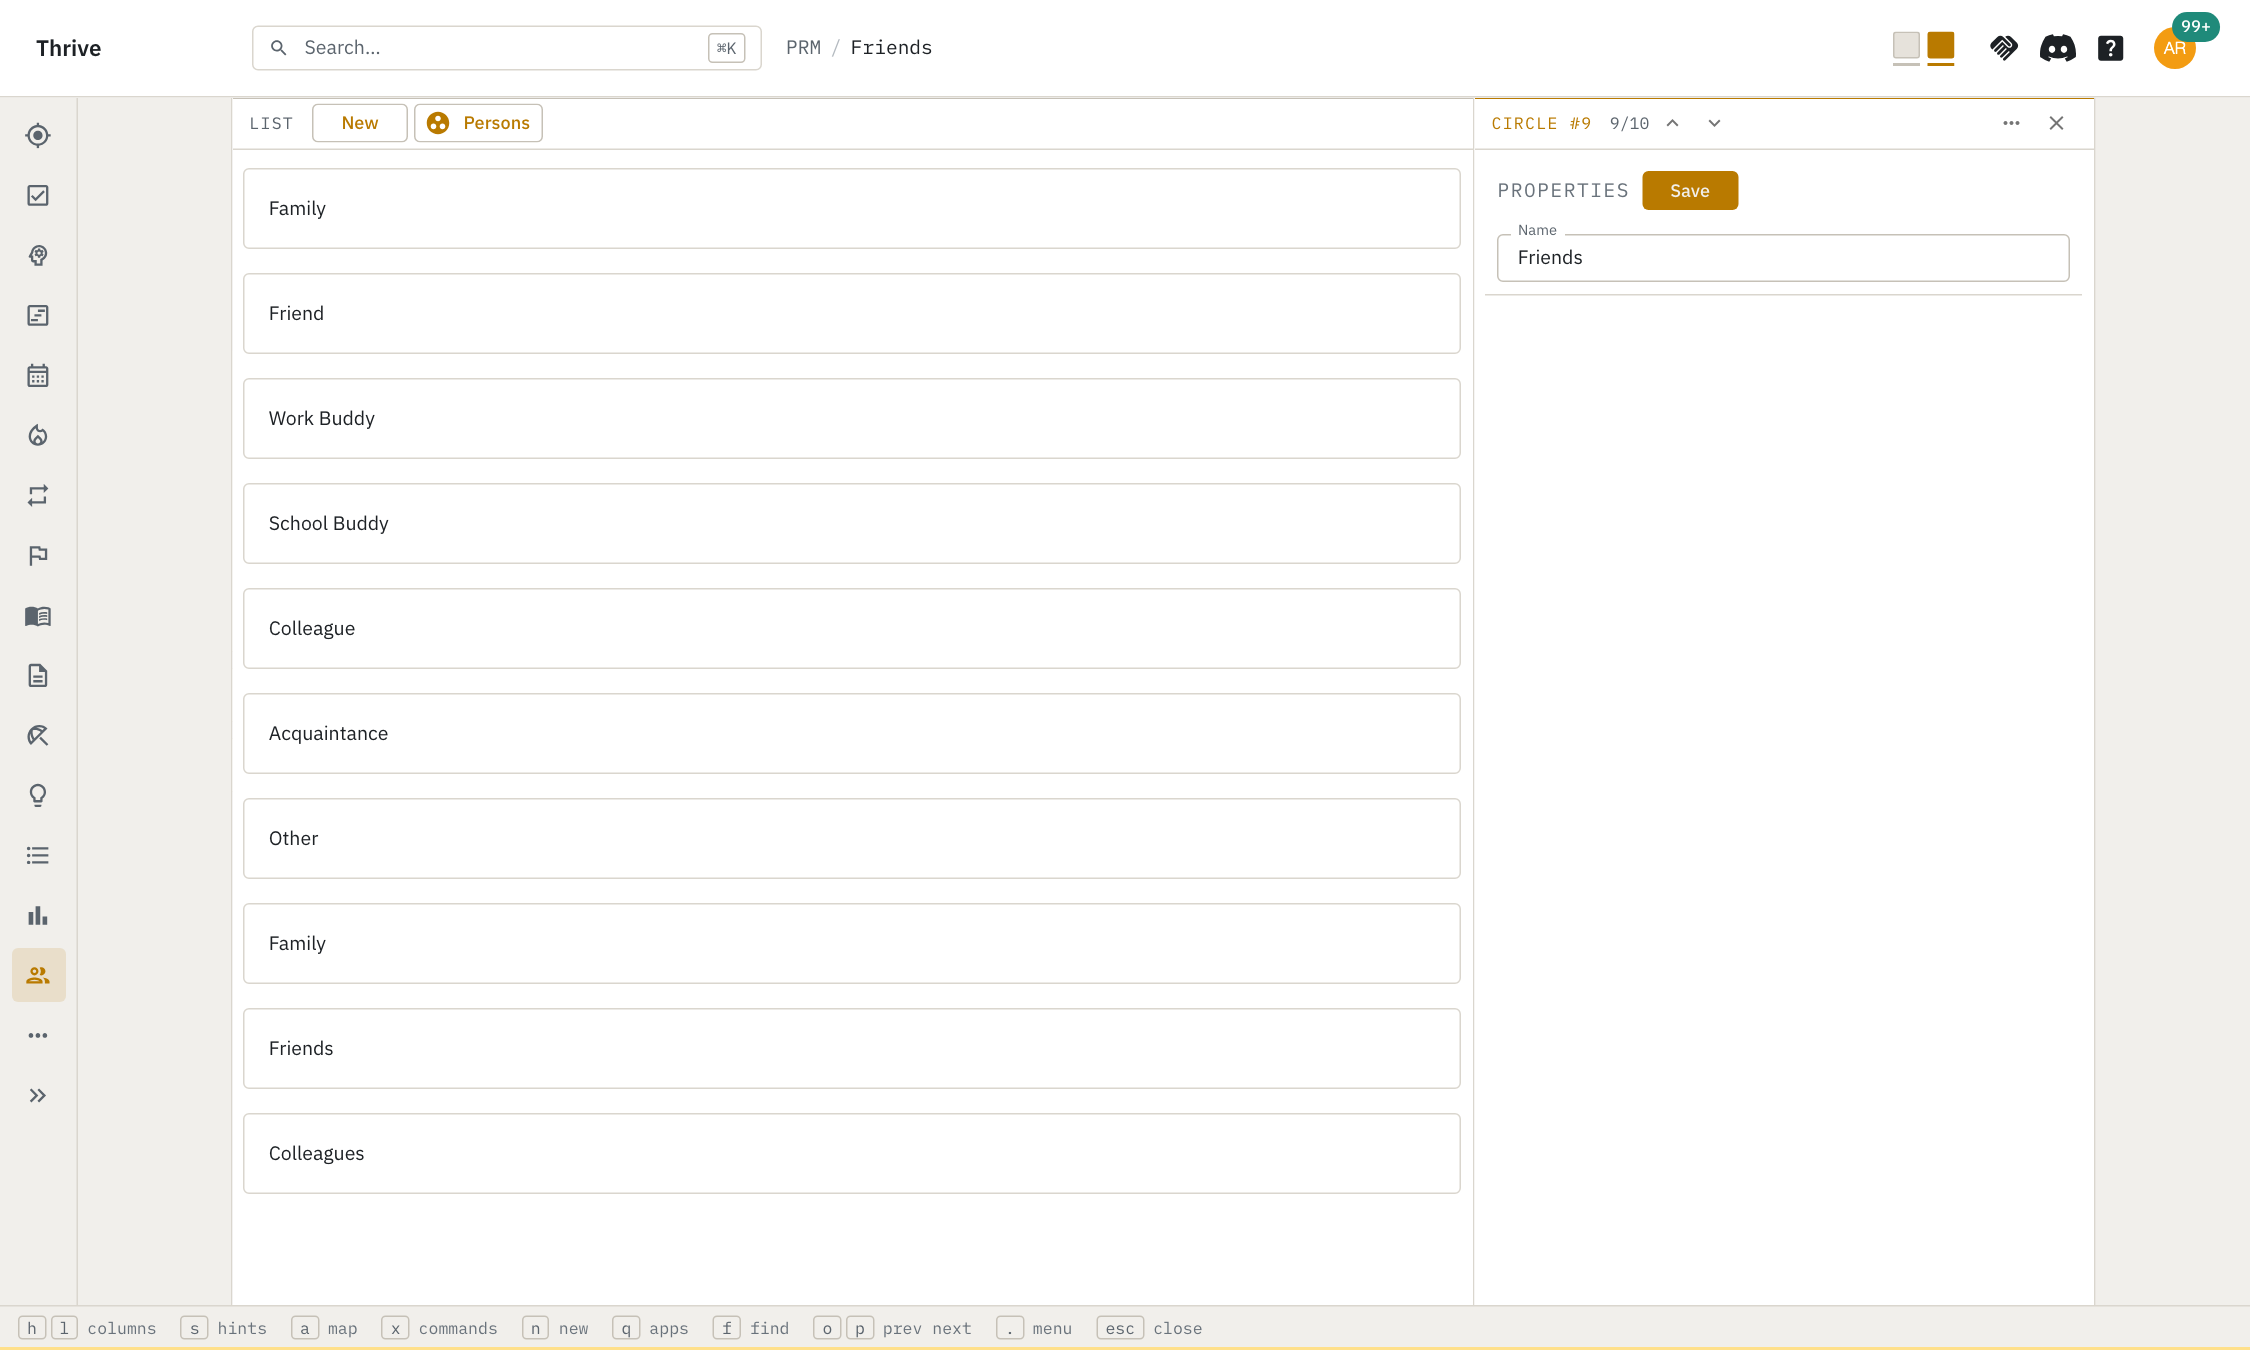 Thrive
Search...
⌘K
PRM / Friends
?
AR
99+
LIST
New
Persons
CIRCLE #9 9/10
PROPERTIES
Save
Name
Friends
Family
Friend
Work Buddy
School Buddy
Colleague
Acquaintance
Other
Family
Friends
Colleagues
h l columns s hints a map x commands n new q apps f find o p prev next . menu esc close